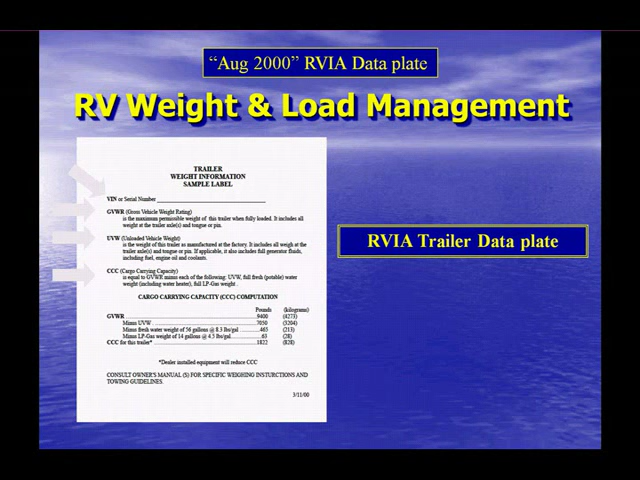 “Aug 2000” RVIA Data plate
RV Weight & Load Management
TRAILER
WEIGHT INFORMATION
SAMPLE LABEL
VIN or Serial Number
GVWR (Gross Vehicle Weight Rating)
is the maximum permissible weight of this trailer when fully loaded. It includes all
weight at the trailer axle(s) and tongue or pin.
UVW (Unloaded Vehicle Weight)
is the weight of this trailer as manufactured at the factory. It includes all weigh at the
trailer axle(s) and tongue or pin. If applicable, it also includes full generator fluids,
including fuel, engine oil and coolants.
CCC (Cargo Carrying Capacity)
is equal to GVWR minus each of the following: UVW, full fresh (potable) water
weight (including water heater), full LP-Gas weight.
CARGO CARRYING CAPACITY (CCC) COMPUTATION
Pounds (kilograms)
GVWR 9400 (4273)
Minus UVW 7050 (3204)
Minus fresh water weight of 56 gallons @ 8.3 lbs/gal 465 (213)
Minus LP-Gas weight of 14 gallons @ 4.5 lbs/gal 63 (28)
CCC for this trailer* 1822 (828)
*Dealer installed equipment will reduce CCC
CONSULT OWNER'S MANUAL (S) FOR SPECIFIC WEIGHING INSTURCTIONS AND
TOWING GUIDELINES.
3/11/00
RVIA Trailer Data plate